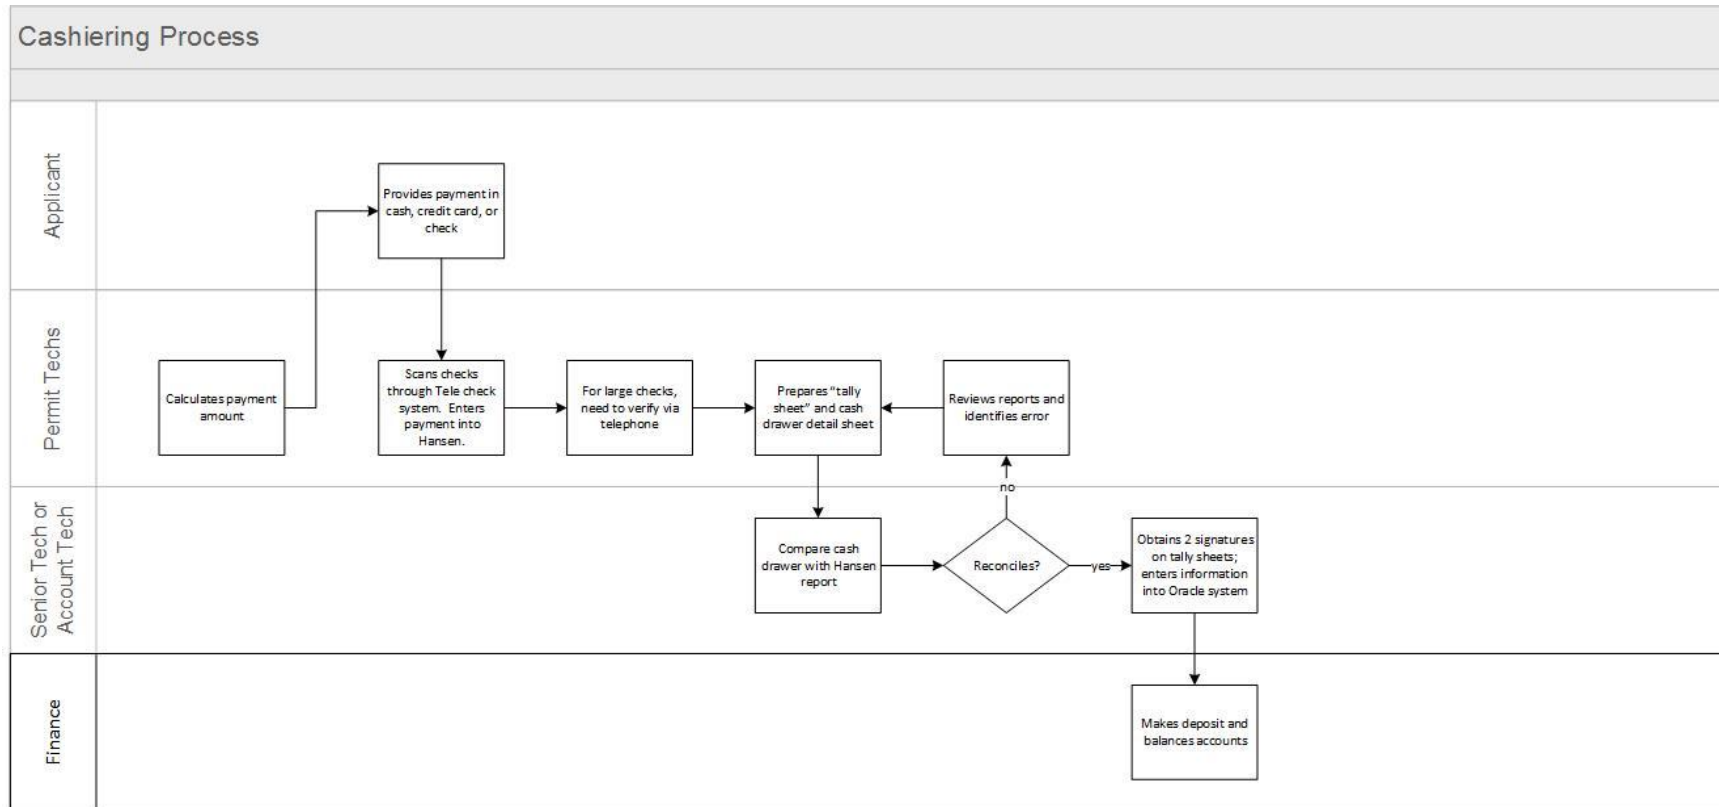 Cashiering Process
Applicant
Provides payment in
cash, credit card, or
check
Permit Techs
Calculates payment
amount
Scans checks
through Tele check
system.  Enters
payment into
Hansen.
For large checks,
need to verify via
telephone
Prepares “tally
sheet” and cash
drawer detail sheet
Reviews reports and
identifies error
no
Senior Tech or
Account Tech
Compare cash
drawer with Hansen
report
Reconciles?
yes
Obtains 2 signatures
on tally sheets;
enters information
into Oracle system
Finance
Makes deposit and
balances accounts